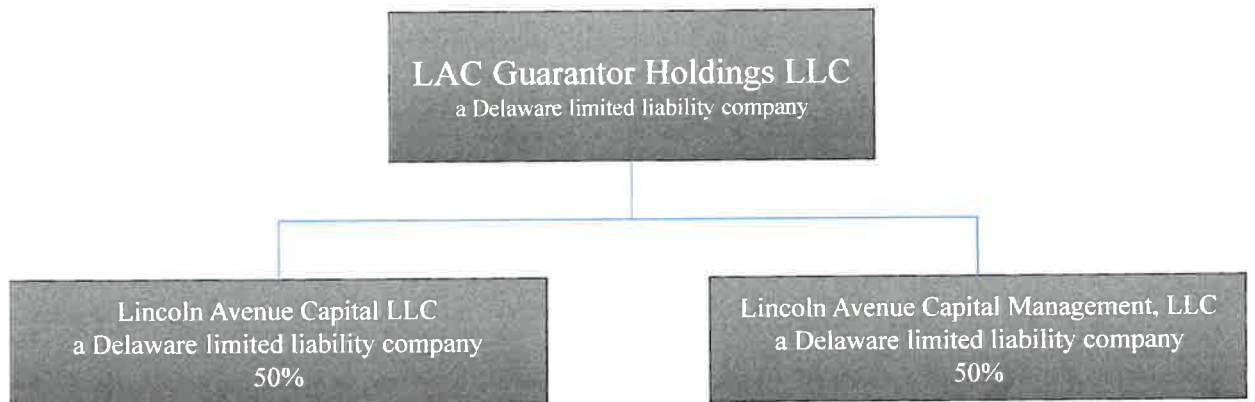 LAC Guarantor Holdings LLC
a Delaware limited liability company
Lincoln Avenue Capital LLC
a Delaware limited liability company
50%
Lincoln Avenue Capital Management, LLC
a Delaware limited liability company
50%